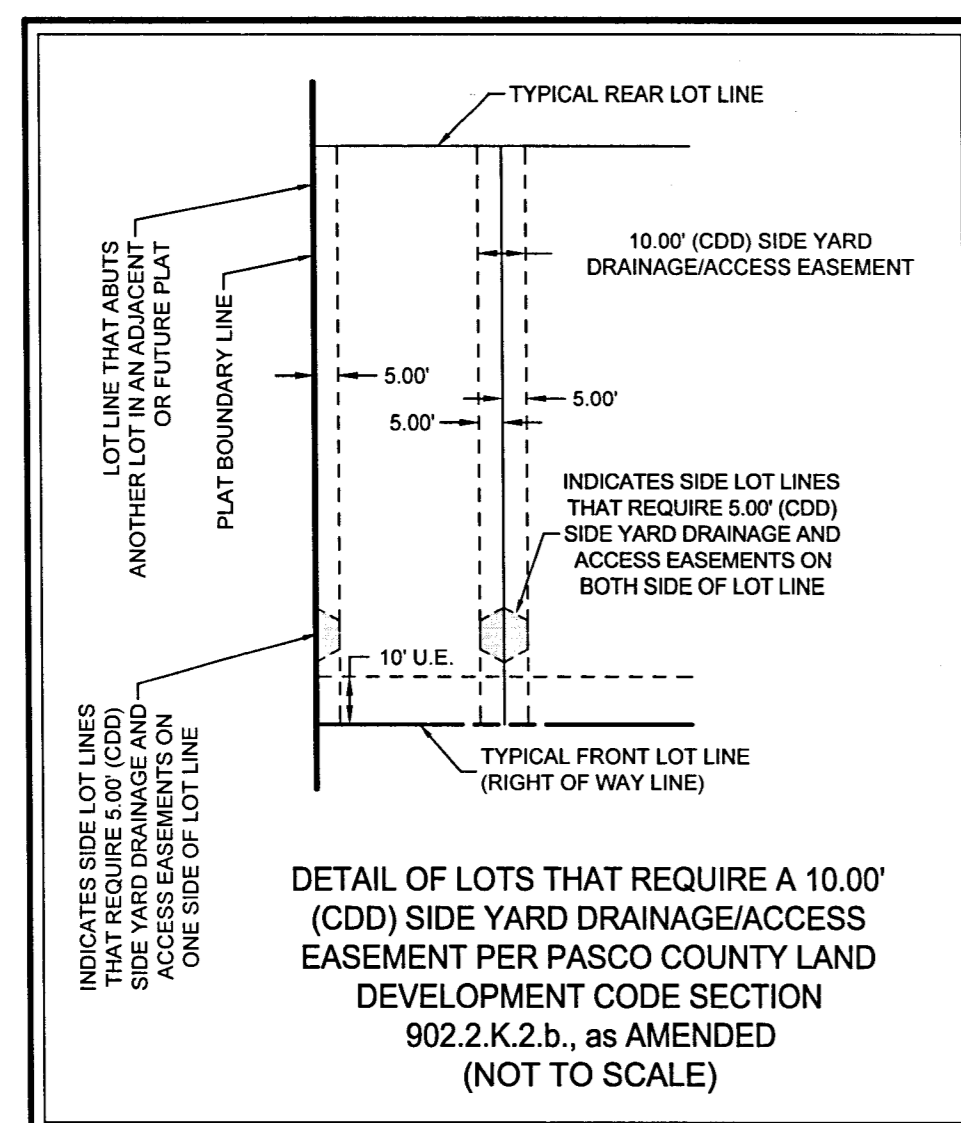 TYPICAL REAR LOT LINE
10.00' (CDD) SIDE YARD
DRAINAGE/ACCESS EASEMENT
LOT LINE THAT ABUTS
ANOTHER LOT IN AN ADJACENT
OR FUTURE PLAT
PLAT BOUNDARY LINE
5.00'
5.00'
5.00'
INDICATES SIDE LOT LINES
THAT REQUIRE 5.00' (CDD)
SIDE YARD DRAINAGE AND
ACCESS EASEMENTS ON
BOTH SIDE OF LOT LINE
10' U.E.
INDICATES SIDE LOT LINES
THAT REQUIRE 5.00' (CDD)
SIDE YARD DRAINAGE AND
ACCESS EASEMENTS ON
ONE SIDE OF LOT LINE
TYPICAL FRONT LOT LINE
(RIGHT OF WAY LINE)
DETAIL OF LOTS THAT REQUIRE A 10.00'
(CDD) SIDE YARD DRAINAGE/ACCESS
EASEMENT PER PASCO COUNTY LAND
DEVELOPMENT CODE SECTION
902.2.K.2.b., as AMENDED
(NOT TO SCALE)